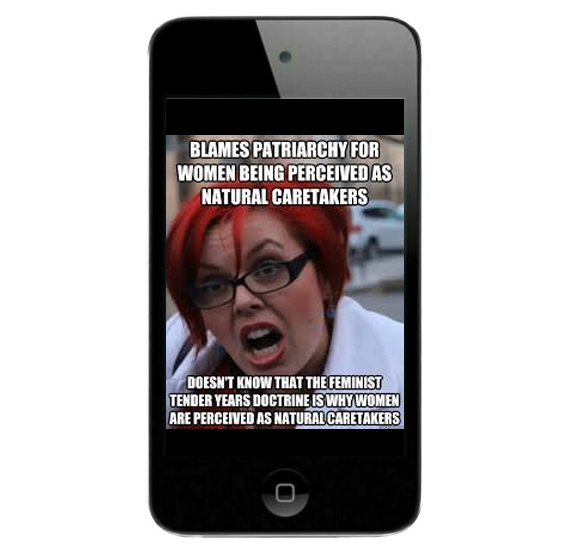 BLAMES PATRIARCHY FOR
WOMEN BEING PERCEIVED AS
NATURAL CARETAKERS
DOESN'T KNOW THAT THE FEMINIST
TENDER YEARS DOCTRINE IS WHY WOMEN
ARE PERCEIVED AS NATURAL CARETAKERS